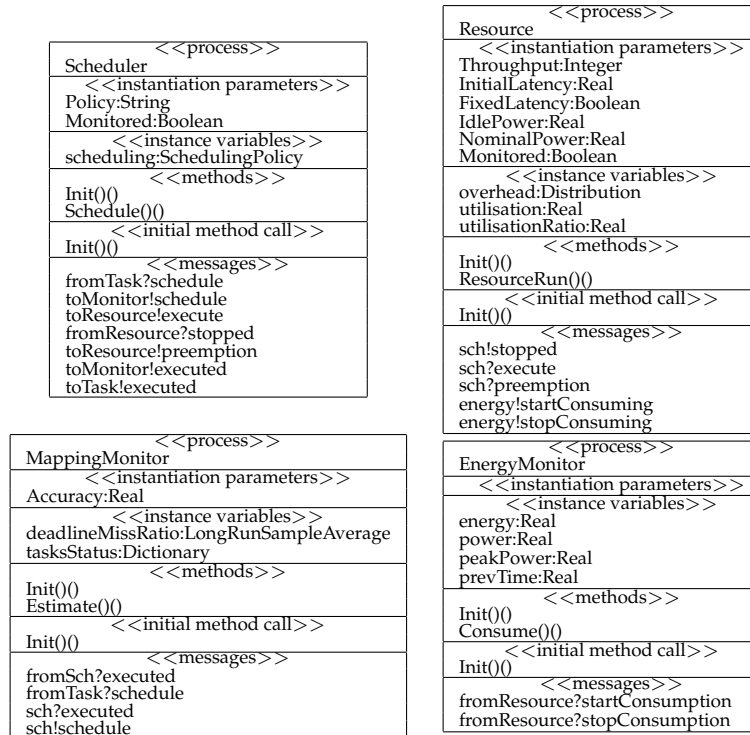 <<process>>
Scheduler
<<instantiation parameters>>
Policy:String
Monitored:Boolean
<<instance variables>>
scheduling:SchedulingPolicy
<<methods>>
Init()()
Schedule()()
<<initial method call>>
Init()()
<<messages>>
fromTask?schedule
toMonitor!schedule
toResource!execute
fromResource?stopped
toResource!preemption
toMonitor!executed
toTask!executed
<<process>>
Resource
<<instantiation parameters>>
Throughput:Integer
InitialLatency:Real
FixedLatency:Boolean
IdlePower:Real
NominalPower:Real
Monitored:Boolean
<<instance variables>>
overhead:Distribution
utilisation:Real
utilisationRatio:Real
<<methods>>
Init()()
ResourceRun()()
<<initial method call>>
Init()()
<<messages>>
sch!stopped
sch?execute
sch?preemption
energy!startConsuming
energy!stopConsuming
<<process>>
MappingMonitor
<<instantiation parameters>>
Accuracy:Real
<<instance variables>>
deadlineMissRatio:LongRunSampleAverage
tasksStatus:Dictionary
<<methods>>
Init()()
Estimate()()
<<initial method call>>
Init()()
<<messages>>
fromSch?executed
fromTask?schedule
sch?executed
sch!schedule
<<process>>
EnergyMonitor
<<instantiation parameters>>
<<instance variables>>
energy:Real
power:Real
peakPower:Real
prevTime:Real
<<methods>>
Init()()
Consume()()
<<initial method call>>
Init()()
<<messages>>
fromResource?startConsumption
fromResource?stopConsumption